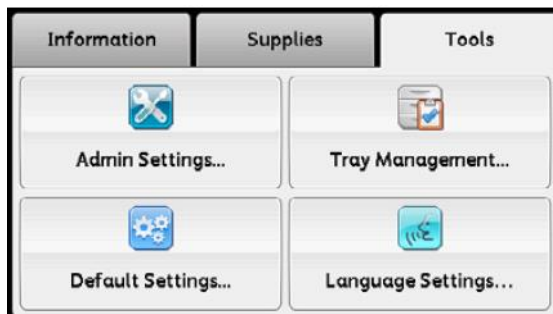 Information
Supplies
Tools
Admin Settings...
Tray Management...
Default Settings...
Language Settings...